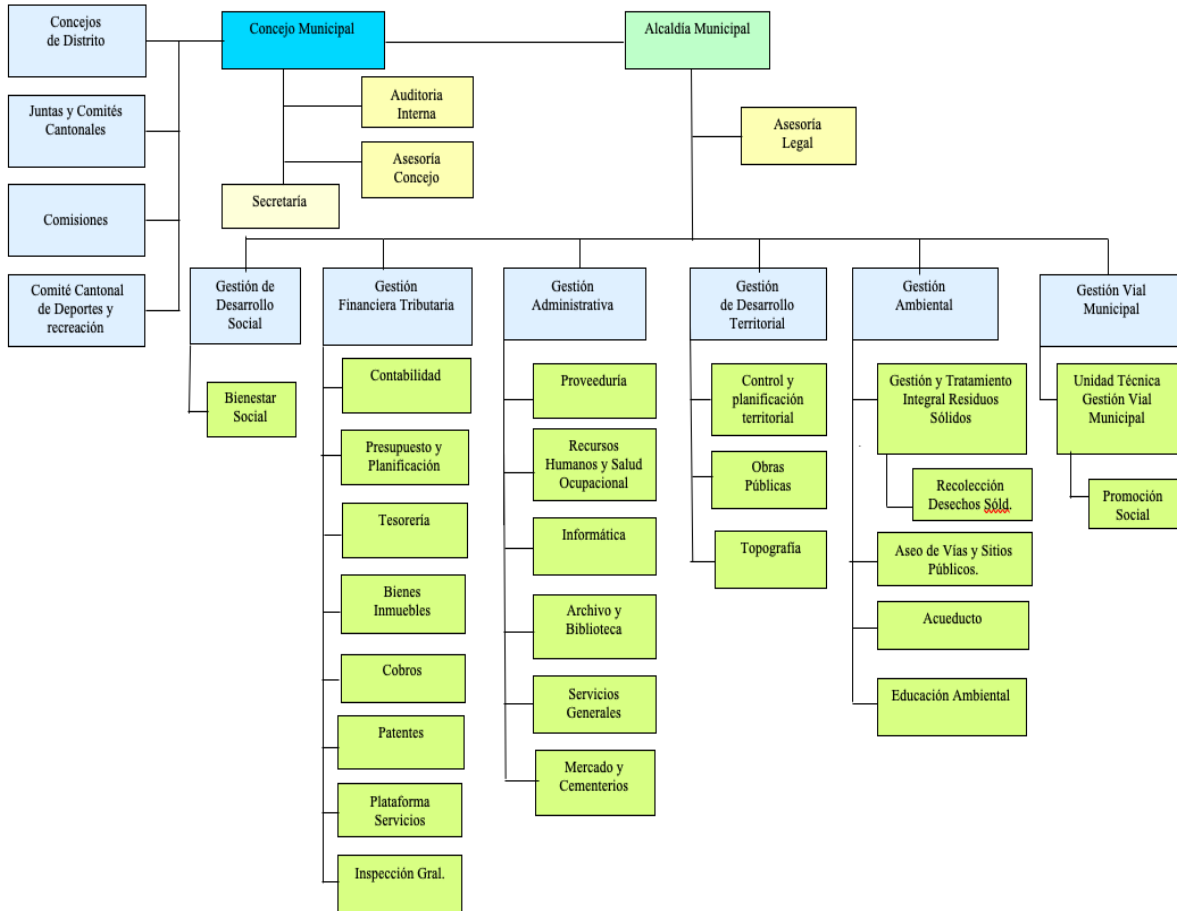 Concejos
de Distrito
Concejo Municipal
Alcaldía Municipal
Juntas y Comités
Cantonales
Comisiones
Comité Cantonal
de Deportes y
recreación
Auditoria
Interna
Asesoría
Concejo
Secretaría
Asesoría
Legal
Gestión de
Desarrollo
Social
Bienestar
Social
Gestión
Financiera Tributaria
Contabilidad
Presupuesto y
Planificación
Tesorería
Bienes
Inmuebles
Cobros
Patentes
Plataforma
Servicios
Inspección Gral.
Gestión
Administrativa
Proveeduría
Recursos
Humanos y Salud
Ocupacional
Informática
Archivo y
Biblioteca
Servicios
Generales
Mercado y
Cementerios
Gestión
de Desarrollo
Territorial
Control y
planificación
territorial
Obras
Públicas
Topografía
Gestión
Ambiental
Gestión y Tratamiento
Integral Residuos
Sólidos
Recolección
Desechos Sóld.
Aseo de Vías y Sitios
Públicos.
Acueducto
Educación Ambiental
Gestión Vial
Municipal
Unidad Técnica
Gestión Vial
Municipal
Promoción
Social